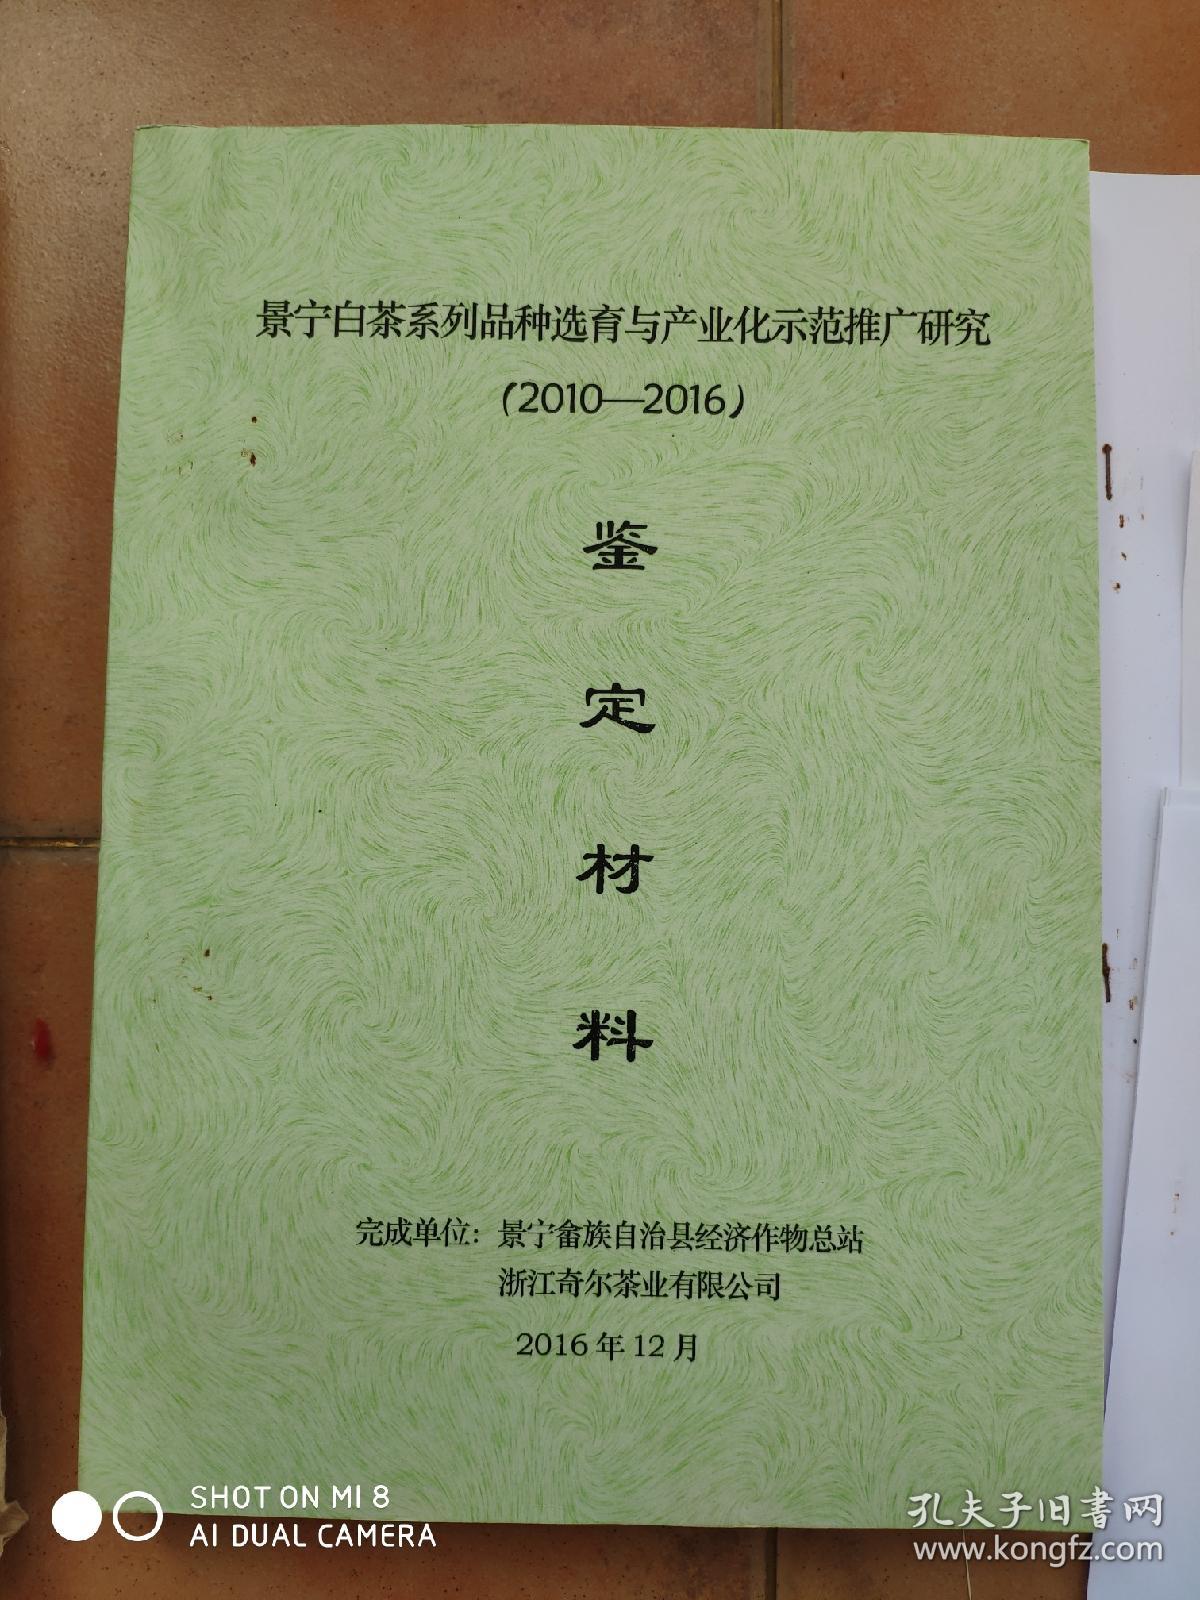 景宁白茶系列品种选育与产业化示范推广研究
(2010—2016)
鉴
定
材
料
完成单位：景宁畲族自治县经济作物总站
浙江奇尔茶业有限公司
2016年12月
SHOT ON MI 8
AI DUAL CAMERA
孔夫子旧书网
www.kongfz.com